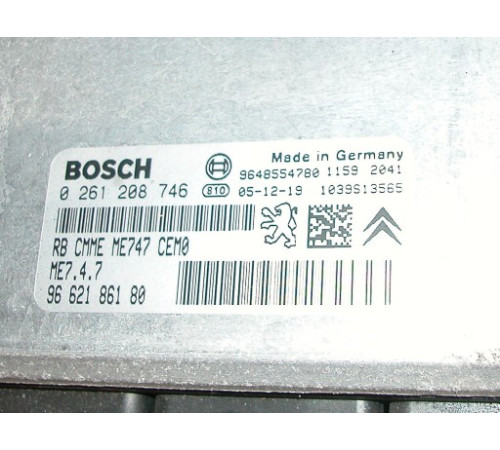 BOSCH
Made in Germany
9648554780 1159 2041
0 261 208 746
810 05-12-19 1039S13565
RB CMME ME747 CEM0
ME7.4.7
96 621 861 80